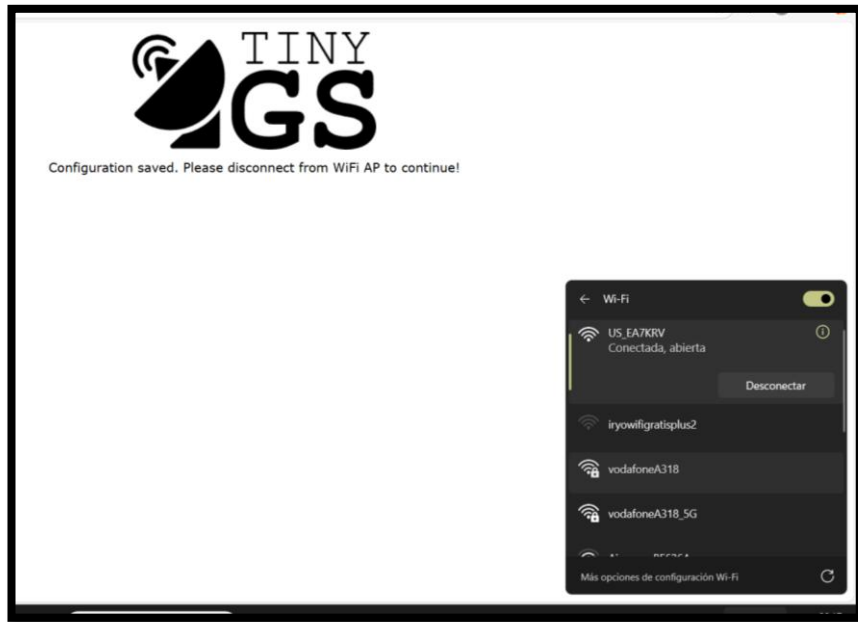 TINY
GS
Configuration saved. Please disconnect from WiFi AP to continue!
Wi-Fi
US_EA7KRV
Conectada, abierta
Desconectar
iryowifigratisplus2
vodafoneA318
vodafoneA318_5G
Más opciones de configuración Wi-Fi